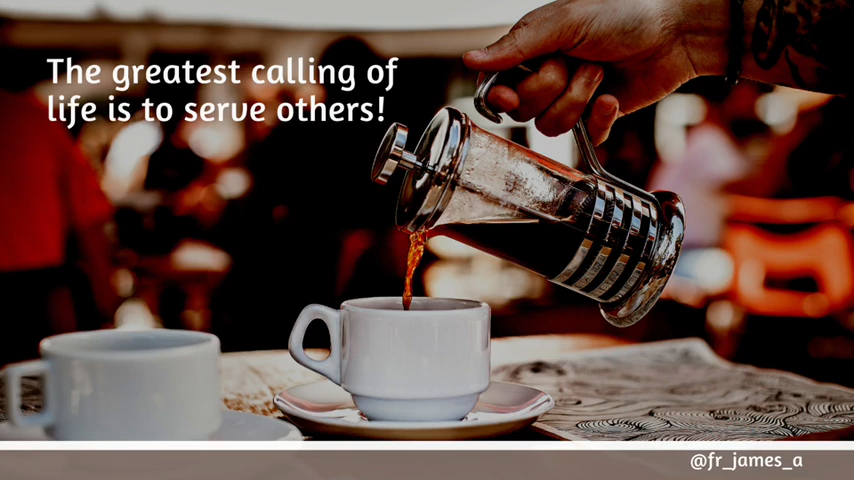 The greatest calling of
life is to serve others!
@fr_james_a